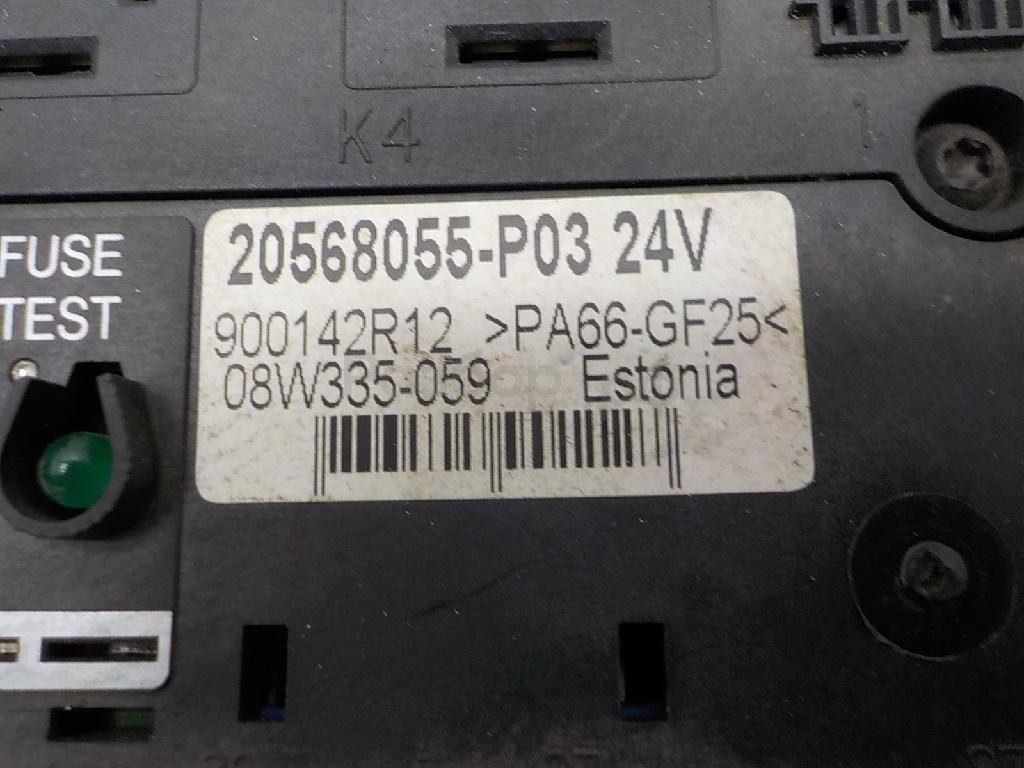 K4
1
FUSE
TEST
20568055-P03 24V
900142R12 >PA66-GF25<
08W335-059 Estonia